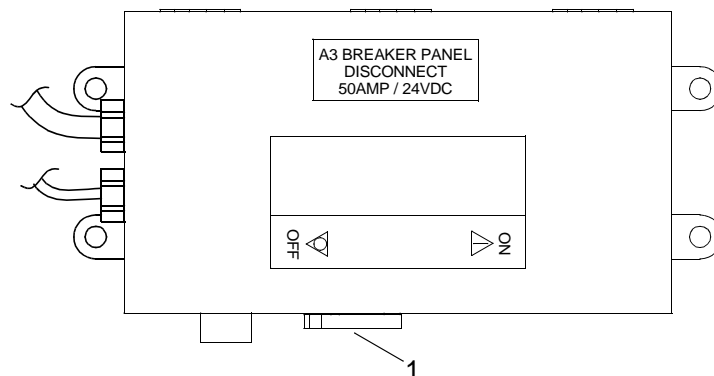 A3 BREAKER PANEL
DISCONNECT
50AMP / 24VDC
OFF
ON
1